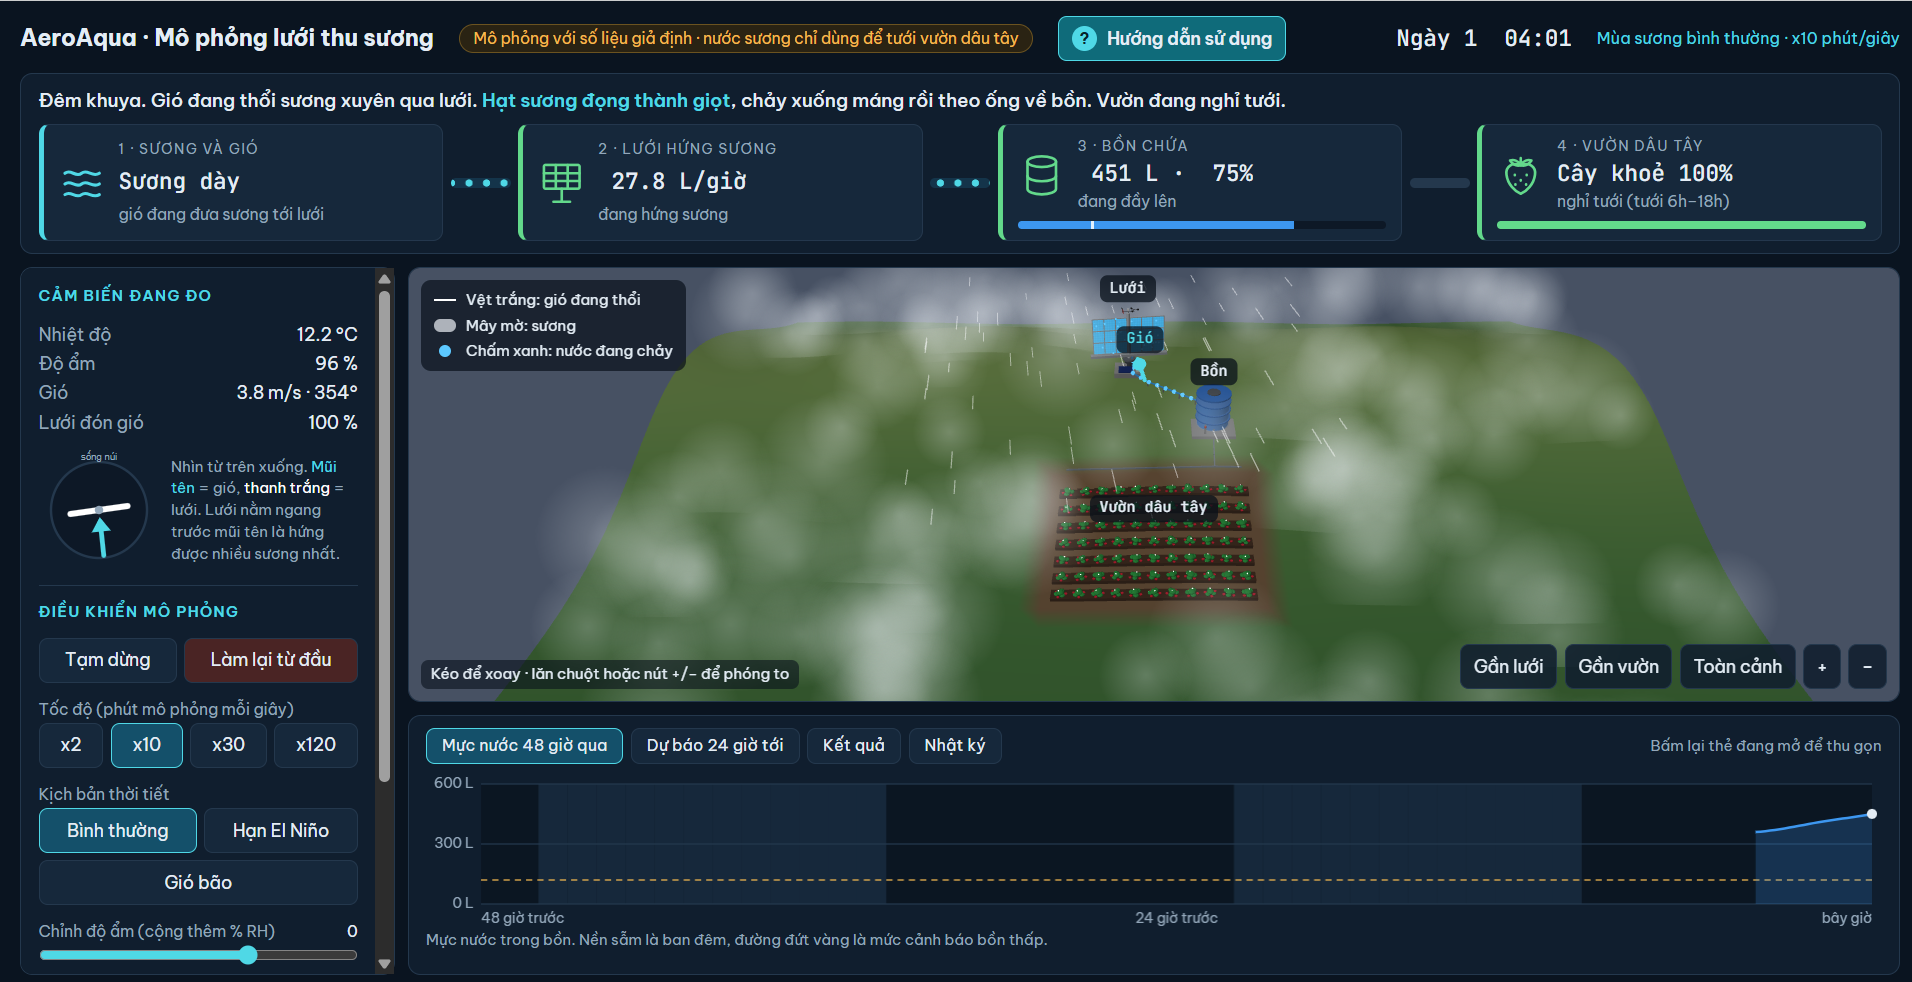 AeroAqua · Mô phỏng lưới thu sương
Mô phỏng với số liệu giả định · nước sương chỉ dùng để tưới vườn dâu tây
? Hướng dẫn sử dụng
Ngày 1 04:01
Mùa sương bình thường · x10 phút/giây
Đêm khuya. Gió đang thổi sương xuyên qua lưới. Hạt sương đọng thành giọt, chảy xuống máng rồi theo ống về bồn. Vườn đang nghỉ tưới.
1 · SƯƠNG VÀ GIÓ
Sương dày
gió đang đưa sương tới lưới
2 · LƯỚI HỨNG SƯƠNG
27.8 L/giờ
đang hứng sương
3 · BỒN CHỨA
451 L · 75%
đang đầy lên
4 · VƯỜN DÂU TÂY
Cây khoẻ 100%
nghỉ tưới (tưới 6h–18h)
CẢM BIẾN ĐANG ĐO
Nhiệt độ 12.2 °C
Độ ẩm 96 %
Gió 3.8 m/s · 354°
Lưới đón gió 100 %
sống núi
Nhìn từ trên xuống. Mũi
tên = gió, thanh trắng =
lưới. Lưới nằm ngang
trước mũi tên là hứng
được nhiều sương nhất.
ĐIỀU KHIỂN MÔ PHỎNG
Tạm dừng
Làm lại từ đầu
Tốc độ (phút mô phỏng mỗi giây)
x2 x10 x30 x120
Kịch bản thời tiết
Bình thường
Hạn El Niño
Gió bão
Chỉnh độ ẩm (cộng thêm % RH) 0
Vệt trắng: gió đang thổi
Mây mờ: sương
Chấm xanh: nước đang chảy
Lưới
Gió
Bồn
Vườn dâu tây
Kéo để xoay · lăn chuột hoặc nút +/− để phóng to
Gần lưới
Gần vườn
Toàn cảnh
+
−
Mực nước 48 giờ qua
Dự báo 24 giờ tới
Kết quả
Nhật ký
Bấm lại thẻ đang mở để thu gọn
600 L
300 L
0 L
48 giờ trước
24 giờ trước
bây giờ
Mực nước trong bồn. Nền sẫm là ban đêm, đường đứt vàng là mức cảnh báo bồn thấp.